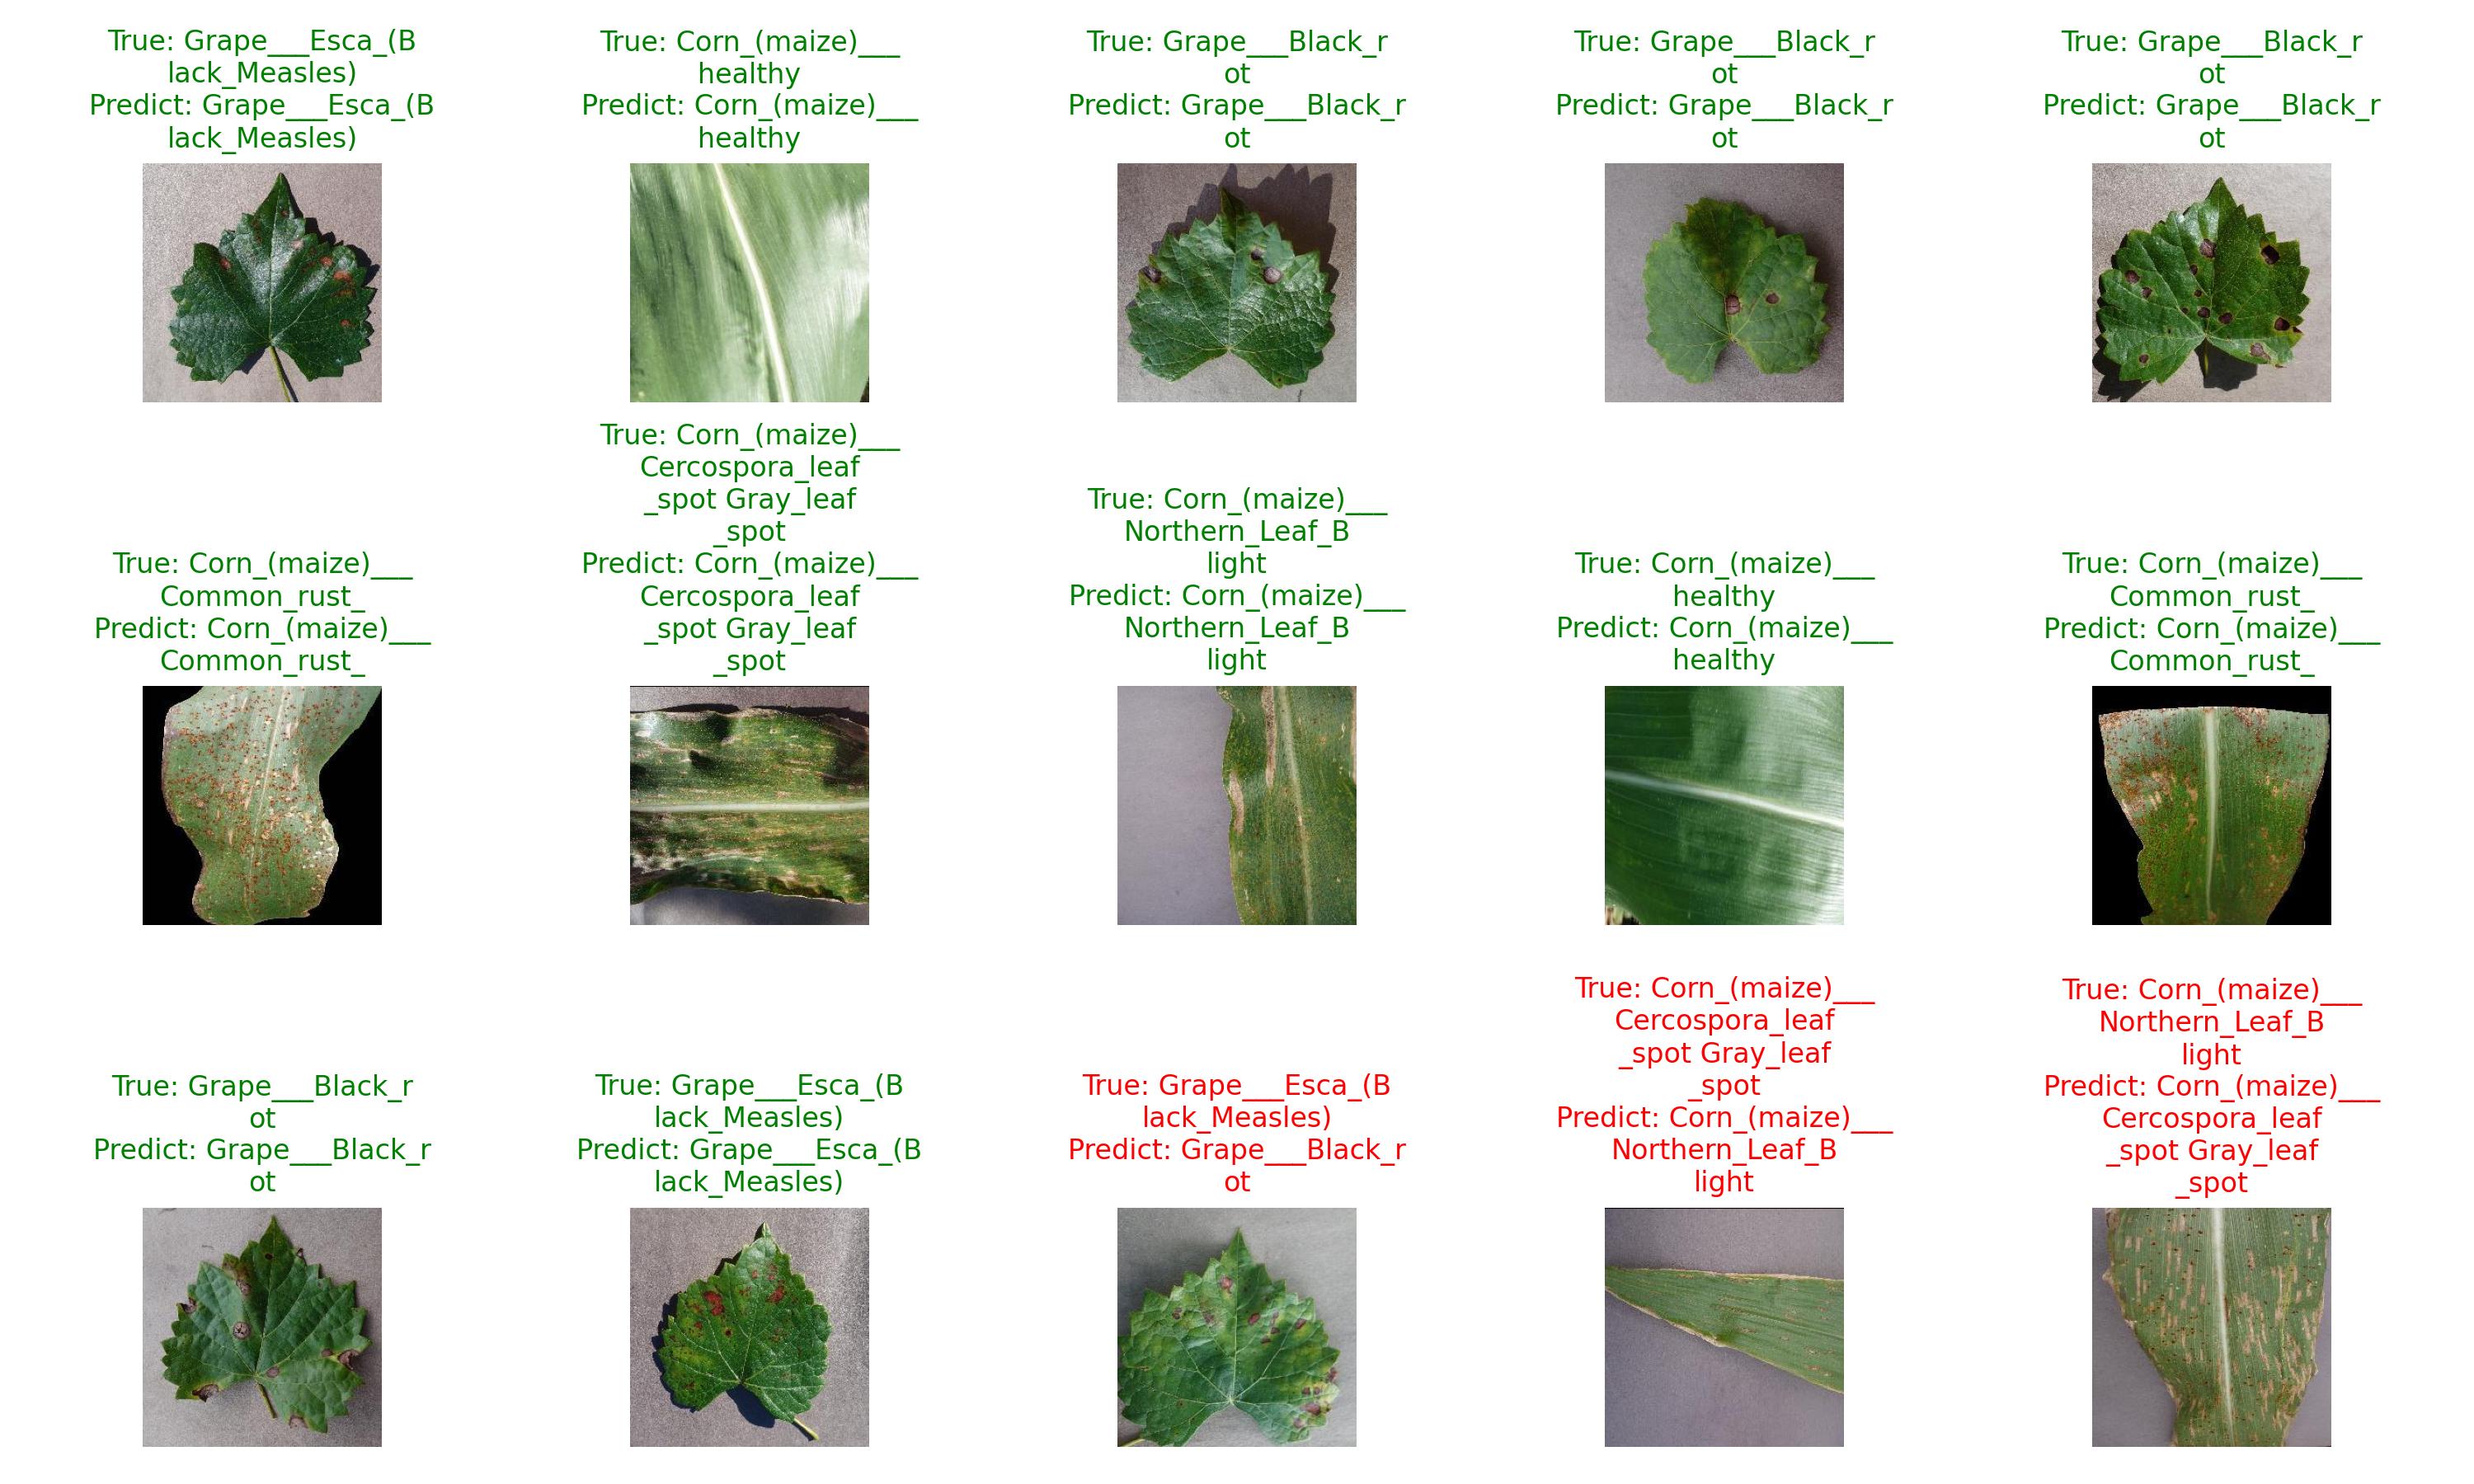 True: Grape___Esca_(B
lack_Measles)
Predict: Grape___Esca_(B
lack_Measles)
True: Corn_(maize)___
healthy
Predict: Corn_(maize)___
healthy
True: Grape___Black_r
ot
Predict: Grape___Black_r
ot
True: Grape___Black_r
ot
Predict: Grape___Black_r
ot
True: Grape___Black_r
ot
Predict: Grape___Black_r
ot
True: Corn_(maize)___
Common_rust_
Predict: Corn_(maize)___
Common_rust_
True: Corn_(maize)___
Cercospora_leaf
_spot Gray_leaf
_spot
Predict: Corn_(maize)___
Cercospora_leaf
_spot Gray_leaf
_spot
True: Corn_(maize)___
Northern_Leaf_B
light
Predict: Corn_(maize)___
Northern_Leaf_B
light
True: Corn_(maize)___
healthy
Predict: Corn_(maize)___
healthy
True: Corn_(maize)___
Common_rust_
Predict: Corn_(maize)___
Common_rust_
True: Grape___Black_r
ot
Predict: Grape___Black_r
ot
True: Grape___Esca_(B
lack_Measles)
Predict: Grape___Esca_(B
lack_Measles)
True: Grape___Esca_(B
lack_Measles)
Predict: Grape___Black_r
ot
True: Corn_(maize)___
Cercospora_leaf
_spot Gray_leaf
_spot
Predict: Corn_(maize)___
Northern_Leaf_B
light
True: Corn_(maize)___
Northern_Leaf_B
light
Predict: Corn_(maize)___
Cercospora_leaf
_spot Gray_leaf
_spot